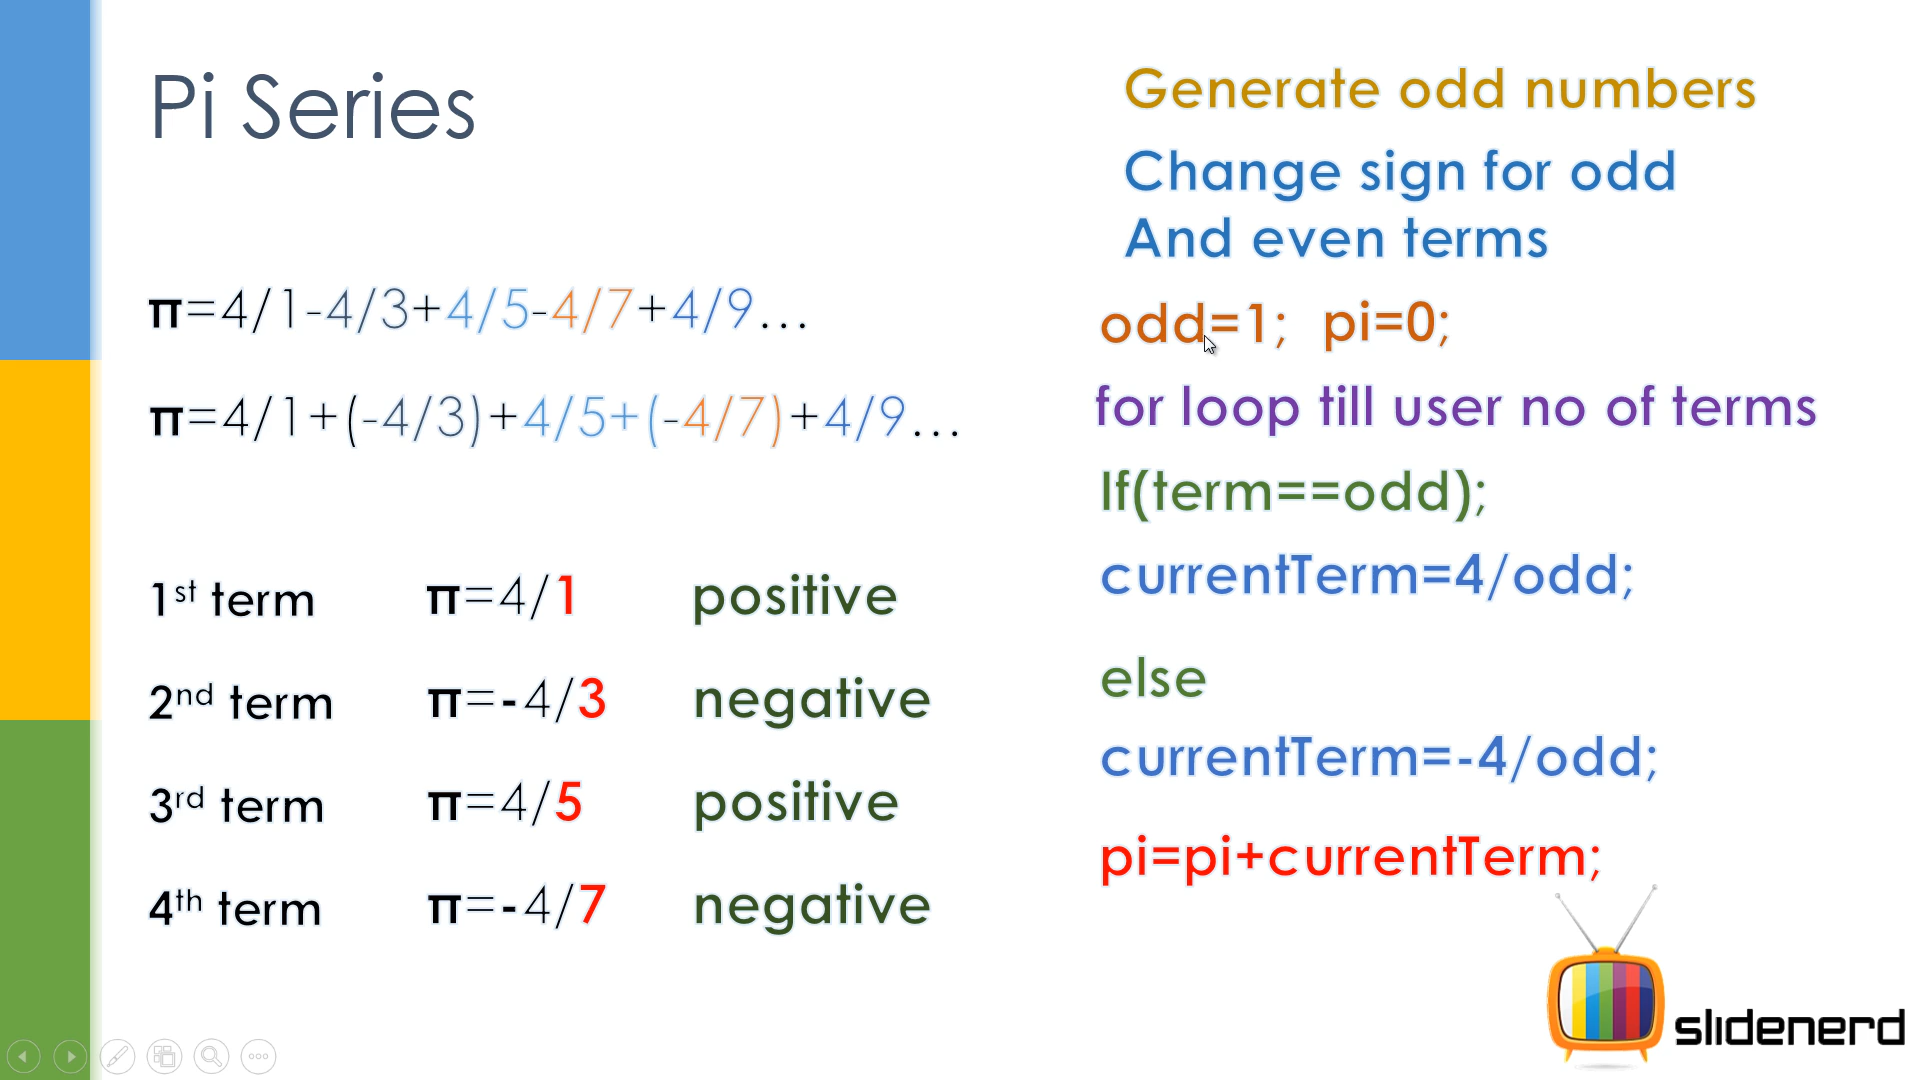 Pi Series
π=4/1-4/3+4/5-4/7+4/9...
π=4/1+(-4/3)+4/5+(-4/7)+4/9...
1st term π=4/1 positive
2nd term π=-4/3 negative
3rd term π=4/5 positive
4th term π=-4/7 negative
Generate odd numbers
Change sign for odd
And even terms
odd=1; pi=0;
for loop till user no of terms
If(term==odd);
currentTerm=4/odd;
else
currentTerm=-4/odd;
pi=pi+currentTerm;
slidenerd